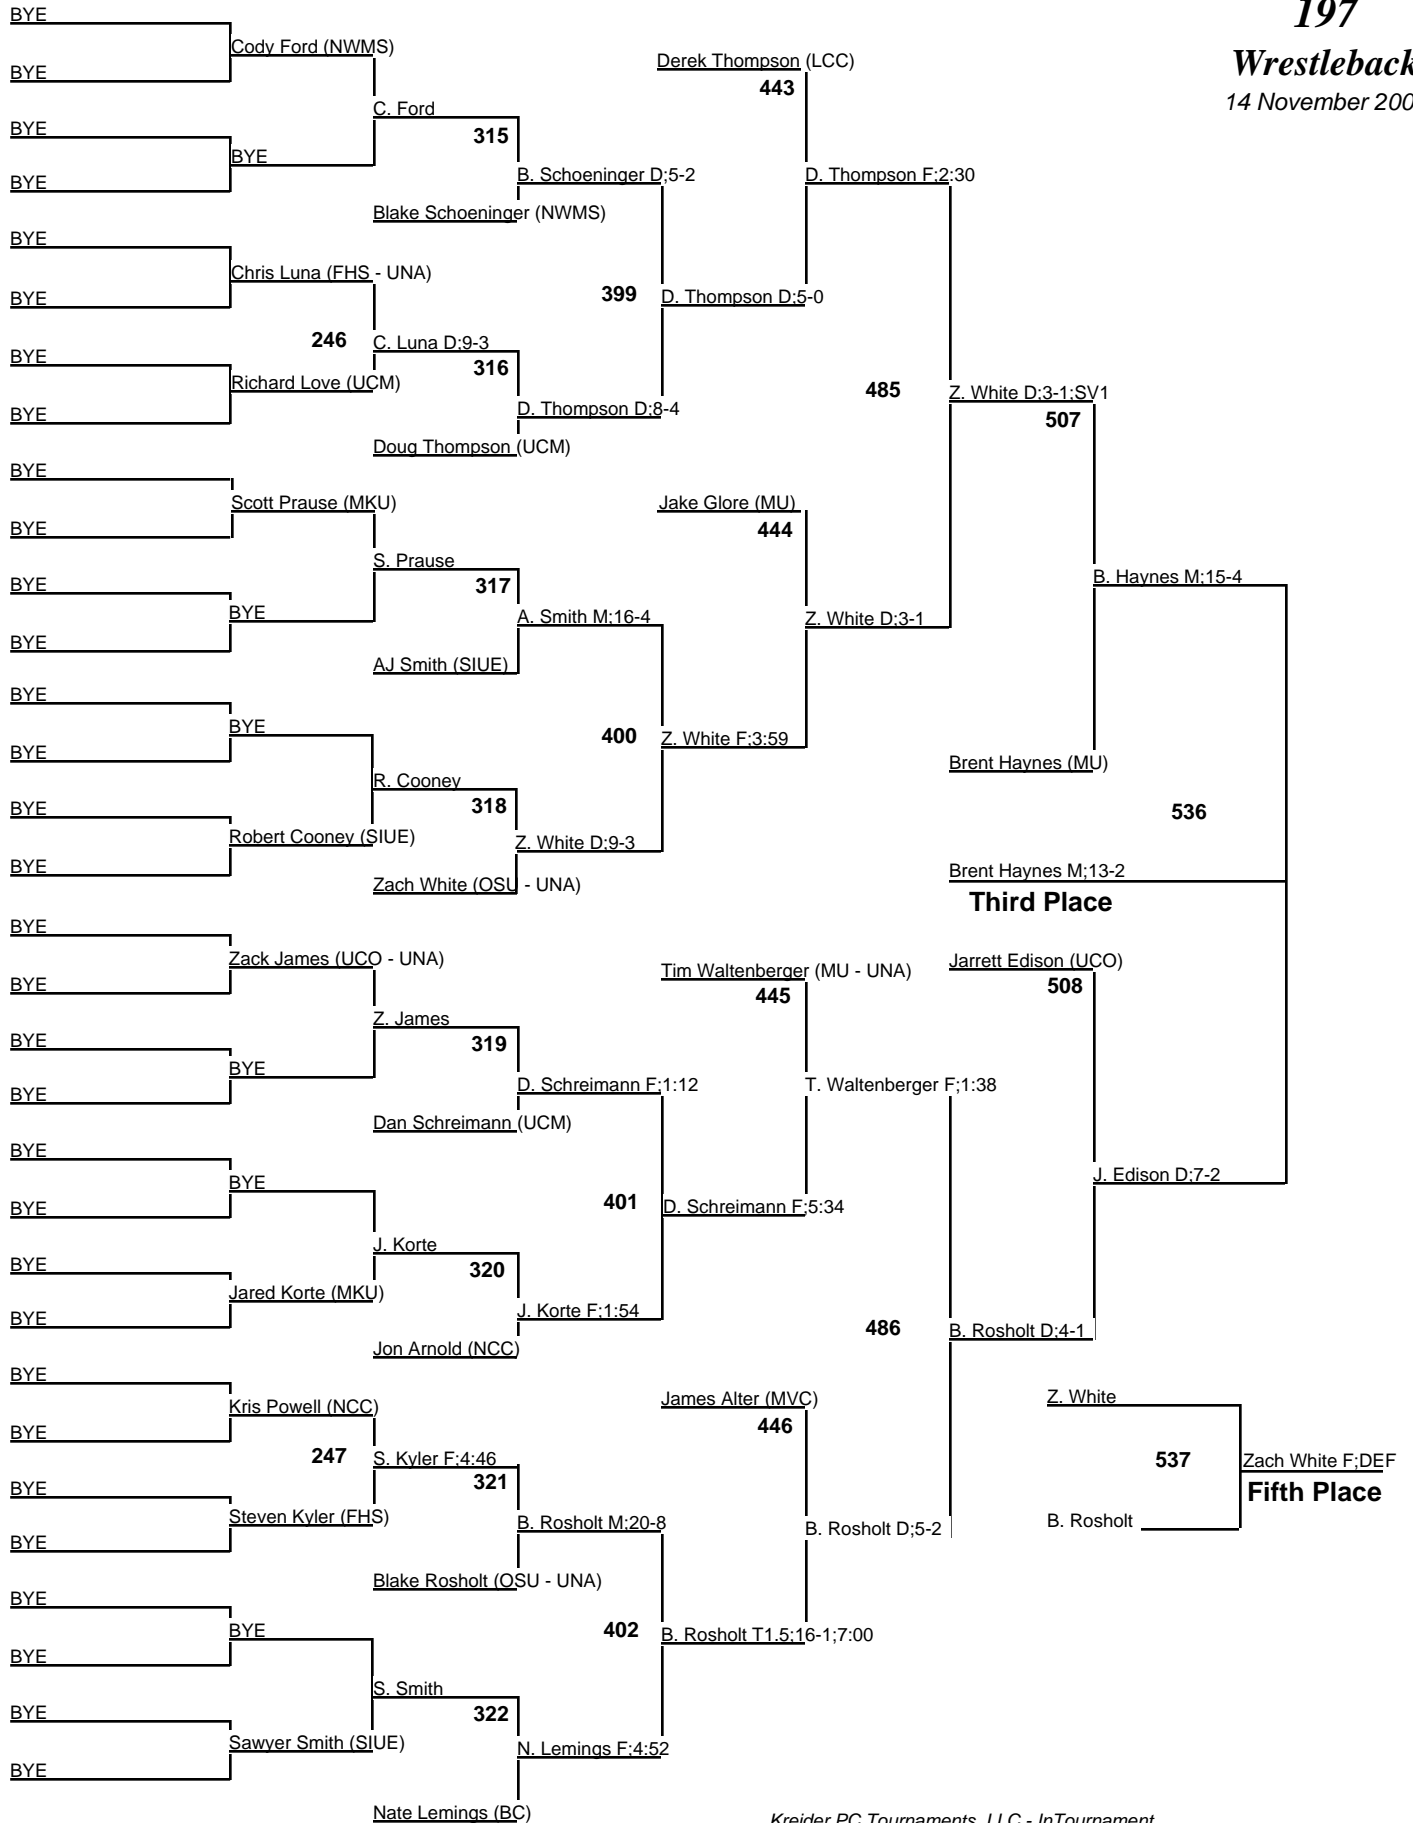 197
Wrestleback
14 November 200
BYE
Cody Ford (NWMS)
BYE
Derek Thompson (LCC)
443
C. Ford
315
BYE
BYE
BYE
B. Schoeninger D;5-2
D. Thompson F;2:30
Blake Schoeninger (NWMS)
BYE
Chris Luna (FHS - UNA)
BYE
399
D. Thompson D;5-0
246
C. Luna D;9-3
BYE
316
Richard Love (UCM)
485
Z. White D;3-1;SV1
BYE
D. Thompson D;8-4
507
Doug Thompson (UCM)
BYE
Scott Prause (MKU)
Jake Glore (MU)
BYE
444
S. Prause
317
B. Haynes M;15-4
BYE
BYE
A. Smith M;16-4
Z. White D;3-1
BYE
AJ Smith (SIUE)
BYE
BYE
400
Z. White F;3:59
BYE
Brent Haynes (MU)
R. Cooney
318
BYE
536
Robert Cooney (SIUE)
Z. White D;9-3
BYE
Brent Haynes M;13-2
Zach White (OSU - UNA)
Third Place
BYE
Zack James (UCO - UNA)
Tim Waltenberger (MU - UNA)
Jarrett Edison (UCO)
BYE
445
508
Z. James
319
BYE
BYE
D. Schreimann F;1:12
T. Waltenberger F;1:38
BYE
Dan Schreimann (UCM)
BYE
BYE
J. Edison D;7-2
401
D. Schreimann F;5:34
BYE
J. Korte
320
BYE
Jared Korte (MKU)
J. Korte F;1:54
BYE
486
B. Rosholt D;4-1
Jon Arnold (NCC)
BYE
Kris Powell (NCC)
James Alter (MVC)
Z. White
BYE
446
247
S. Kyler F;4:46
321
537
Zach White F;DEF
Fifth Place
BYE
Steven Kyler (FHS)
B. Rosholt M;20-8
B. Rosholt D;5-2
B. Rosholt
BYE
Blake Rosholt (OSU - UNA)
BYE
BYE
402
B. Rosholt T1.5;16-1;7:00
BYE
S. Smith
322
BYE
Sawyer Smith (SIUE)
N. Lemings F;4:52
BYE
Nate Lemings (BC)
Kreider PC Tournaments, LLC - InTournament